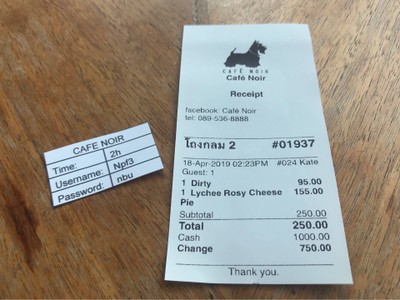 CAFE NOIR
Time: 2h
Username: Npf3
Password: nbu
CAFÉ NOIR
Café Noir
Receipt
facebook: Café Noir
tel: 089-536-8888
โถงกลม 2 #01937
18-Apr-2019 02:23PM #024 Kate
Guest: 1
1 Dirty 95.00
1 Lychee Rosy Cheese 155.00
Pie
Subtotal 250.00
Total 250.00
Cash 1000.00
Change 750.00
Thank you.